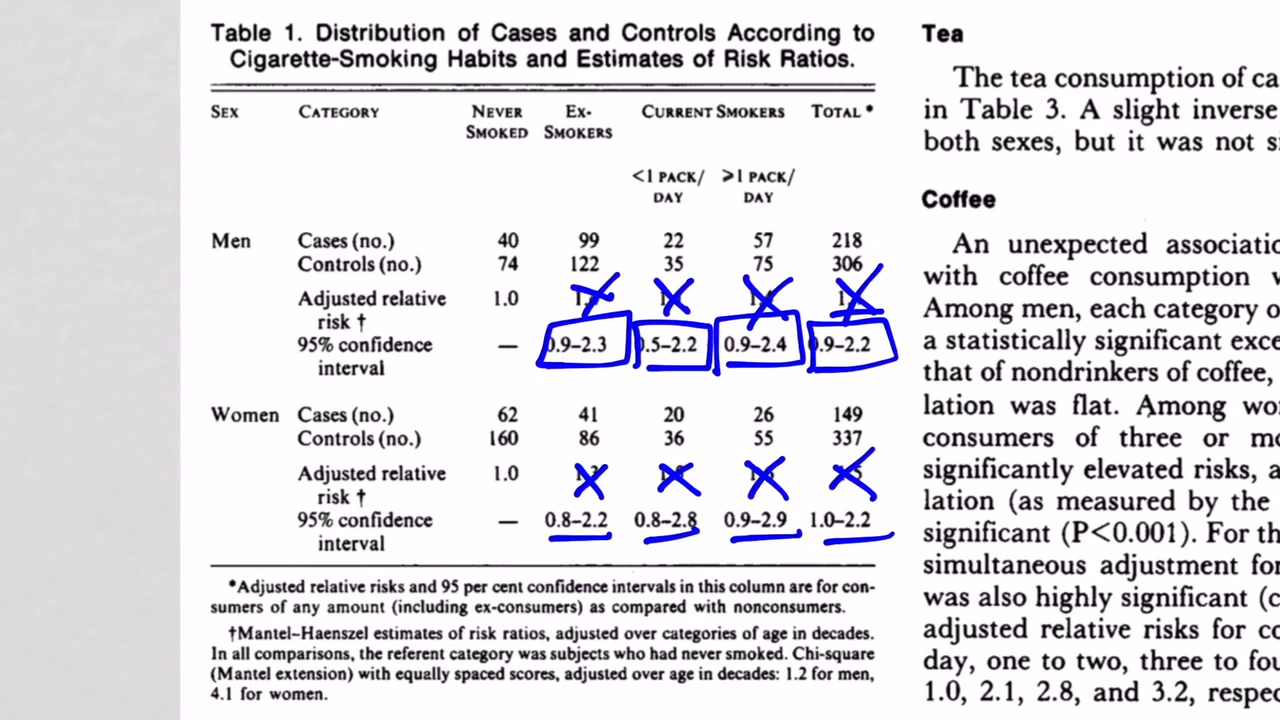 Table 1. Distribution of Cases and Controls According to
Cigarette-Smoking Habits and Estimates of Risk Ratios.
SEX CATEGORY NEVER SMOKED EX-SMOKERS CURRENT SMOKERS TOTAL *
<1 PACK/DAY ⩾1 PACK/DAY
Men Cases (no.) 40 99 22 57 218
Controls (no.) 74 122 35 75 306
Adjusted relative 1.0
risk †
95% confidence — 0.9–2.3 0.5–2.2 0.9–2.4 0.9–2.2
interval
Women Cases (no.) 62 41 20 26 149
Controls (no.) 160 86 36 55 337
Adjusted relative 1.0
risk †
95% confidence — 0.8–2.2 0.8–2.8 0.9–2.9 1.0–2.2
interval
*Adjusted relative risks and 95 per cent confidence intervals in this column are for con-
sumers of any amount (including ex-consumers) as compared with nonconsumers.
†Mantel–Haenszel estimates of risk ratios, adjusted over categories of age in decades.
In all comparisons, the referent category was subjects who had never smoked. Chi-square
(Mantel extension) with equally spaced scores, adjusted over age in decades: 1.2 for men,
4.1 for women.
Tea
The tea consumption of ca
in Table 3. A slight inverse
both sexes, but it was not s
Coffee
An unexpected associatio
with coffee consumption w
Among men, each category o
a statistically significant exce
that of nondrinkers of coffee,
lation was flat. Among wo
consumers of three or mo
significantly elevated risks, a
lation (as measured by the
significant (P<0.001). For th
simultaneous adjustment for
was also highly significant (c
adjusted relative risks for co
day, one to two, three to fou
1.0, 2.1, 2.8, and 3.2, respec